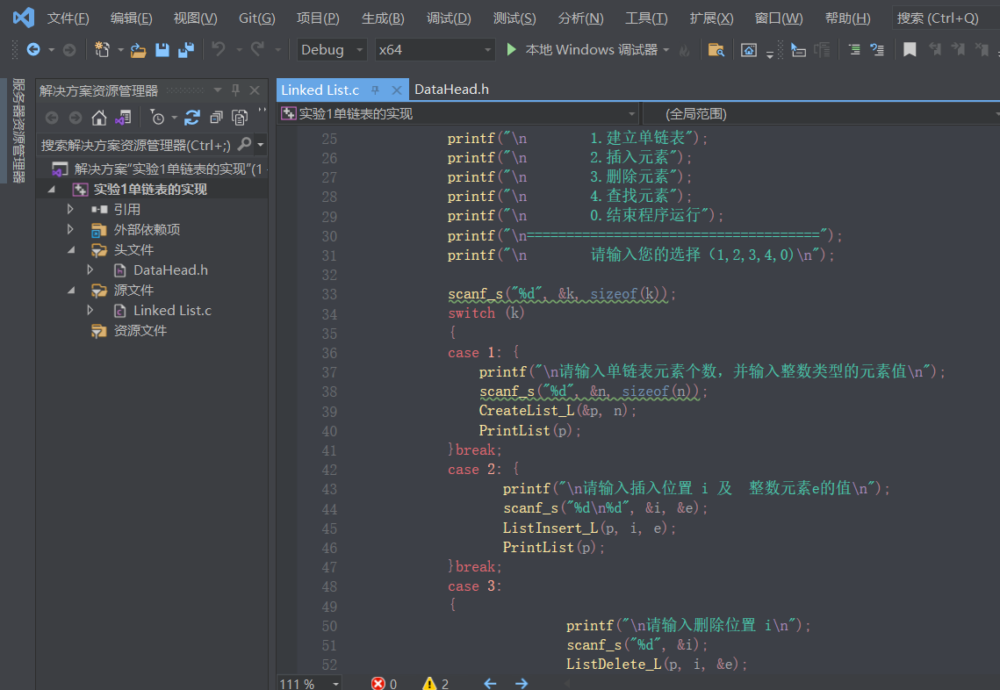 文件(F) 编辑(E) 视图(V) Git(G) 项目(P) 生成(B) 调试(D) 测试(S) 分析(N) 工具(T) 扩展(X) 窗口(W) 帮助(H) 搜索 (Ctrl+Q)
Debug x64 本地 Windows 调试器
服务器资源管理器
解决方案资源管理器
搜索解决方案资源管理器(Ctrl+;)
解决方案"实验1单链表的实现"(1
实验1单链表的实现
引用
外部依赖项
头文件
DataHead.h
源文件
Linked List.c
资源文件
Linked List.c DataHead.h
实验1单链表的实现 (全局范围)
25 printf("\n 1.建立单链表");
26 printf("\n 2.插入元素");
27 printf("\n 3.删除元素");
28 printf("\n 4.查找元素");
29 printf("\n 0.结束程序运行");
30 printf("\n=====================================");
31 printf("\n 请输入您的选择（1,2,3,4,0)\n");
32
33 scanf_s("%d", &k, sizeof(k));
34 switch (k)
35 {
36 case 1: {
37 printf("\n请输入单链表元素个数，并输入整数类型的元素值\n");
38 scanf_s("%d", &n, sizeof(n));
39 CreateList_L(&p, n);
40 PrintList(p);
41 }break;
42 case 2: {
43 printf("\n请输入插入位置 i 及 整数元素e的值\n");
44 scanf_s("%d\n%d", &i, &e);
45 ListInsert_L(p, i, e);
46 PrintList(p);
47 }break;
48 case 3:
49 {
50 printf("\n请输入删除位置 i\n");
51 scanf_s("%d", &i);
52 ListDelete_L(p, i, &e);
111 % 0 2